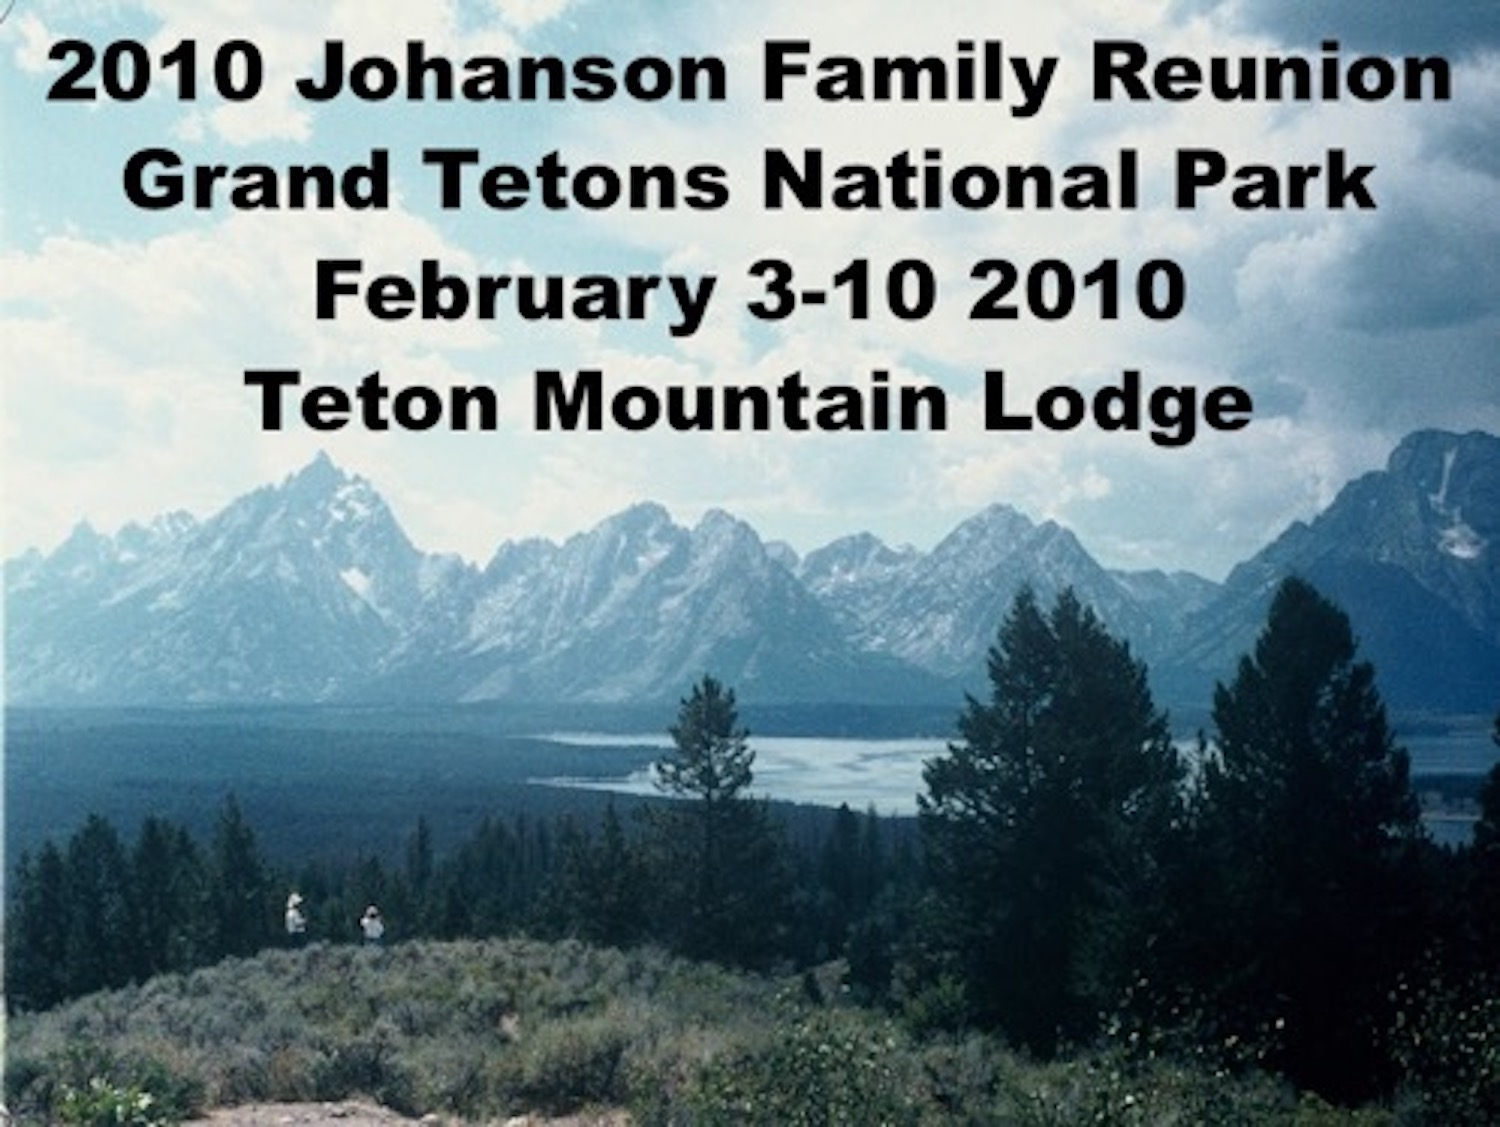 2010 Johanson Family Reunion
Grand Tetons National Park
February 3-10 2010
Teton Mountain Lodge